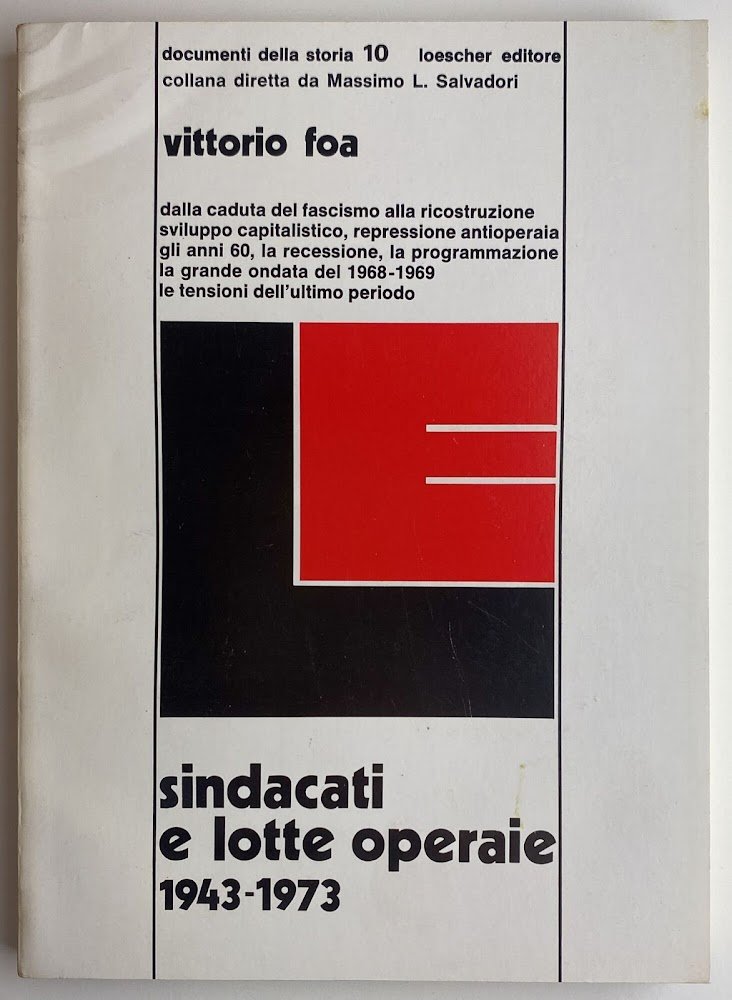 documenti della storia 10 loescher editore
collana diretta da Massimo L. Salvadori
vittorio foa
dalla caduta del fascismo alla ricostruzione
sviluppo capitalistico, repressione antioperaia
gli anni 60, la recessione, la programmazione
la grande ondata del 1968-1969
le tensioni dell'ultimo periodo
sindacati
e lotte operaie
1943-1973